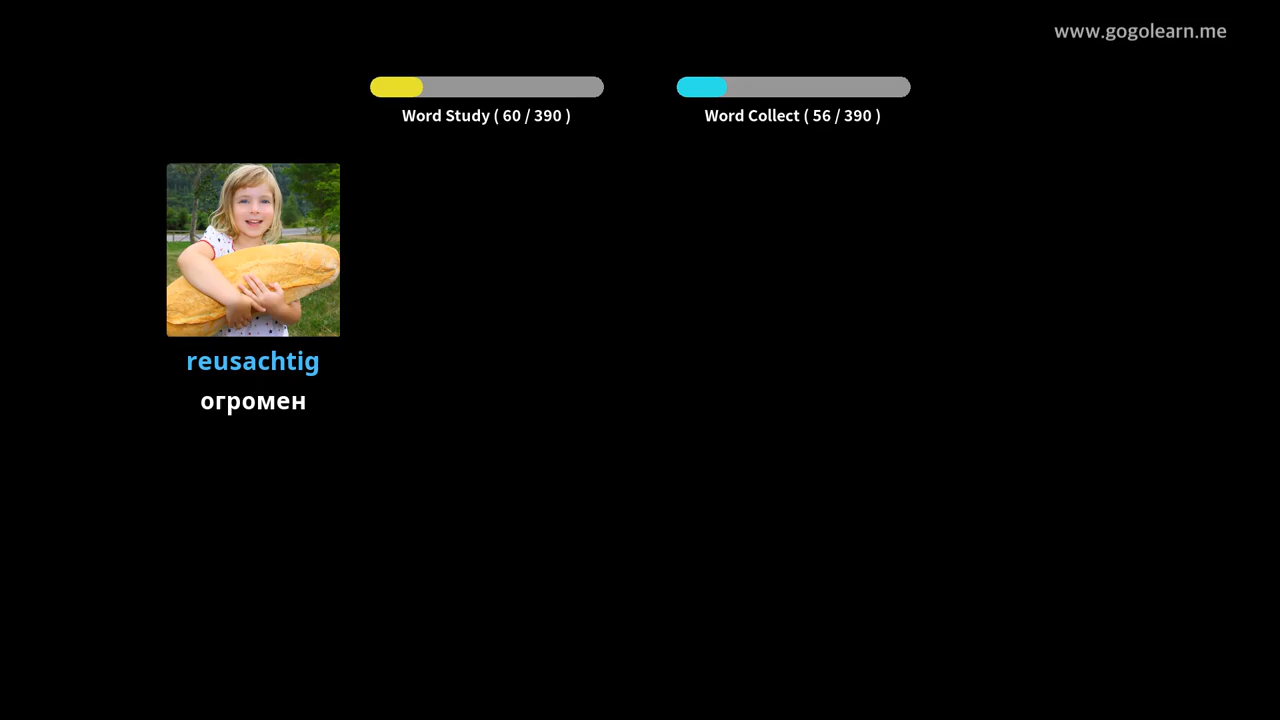 www.gogolearn.me
Word Study ( 60 / 390 )
Word Collect ( 56 / 390 )
reusachtig
огромен